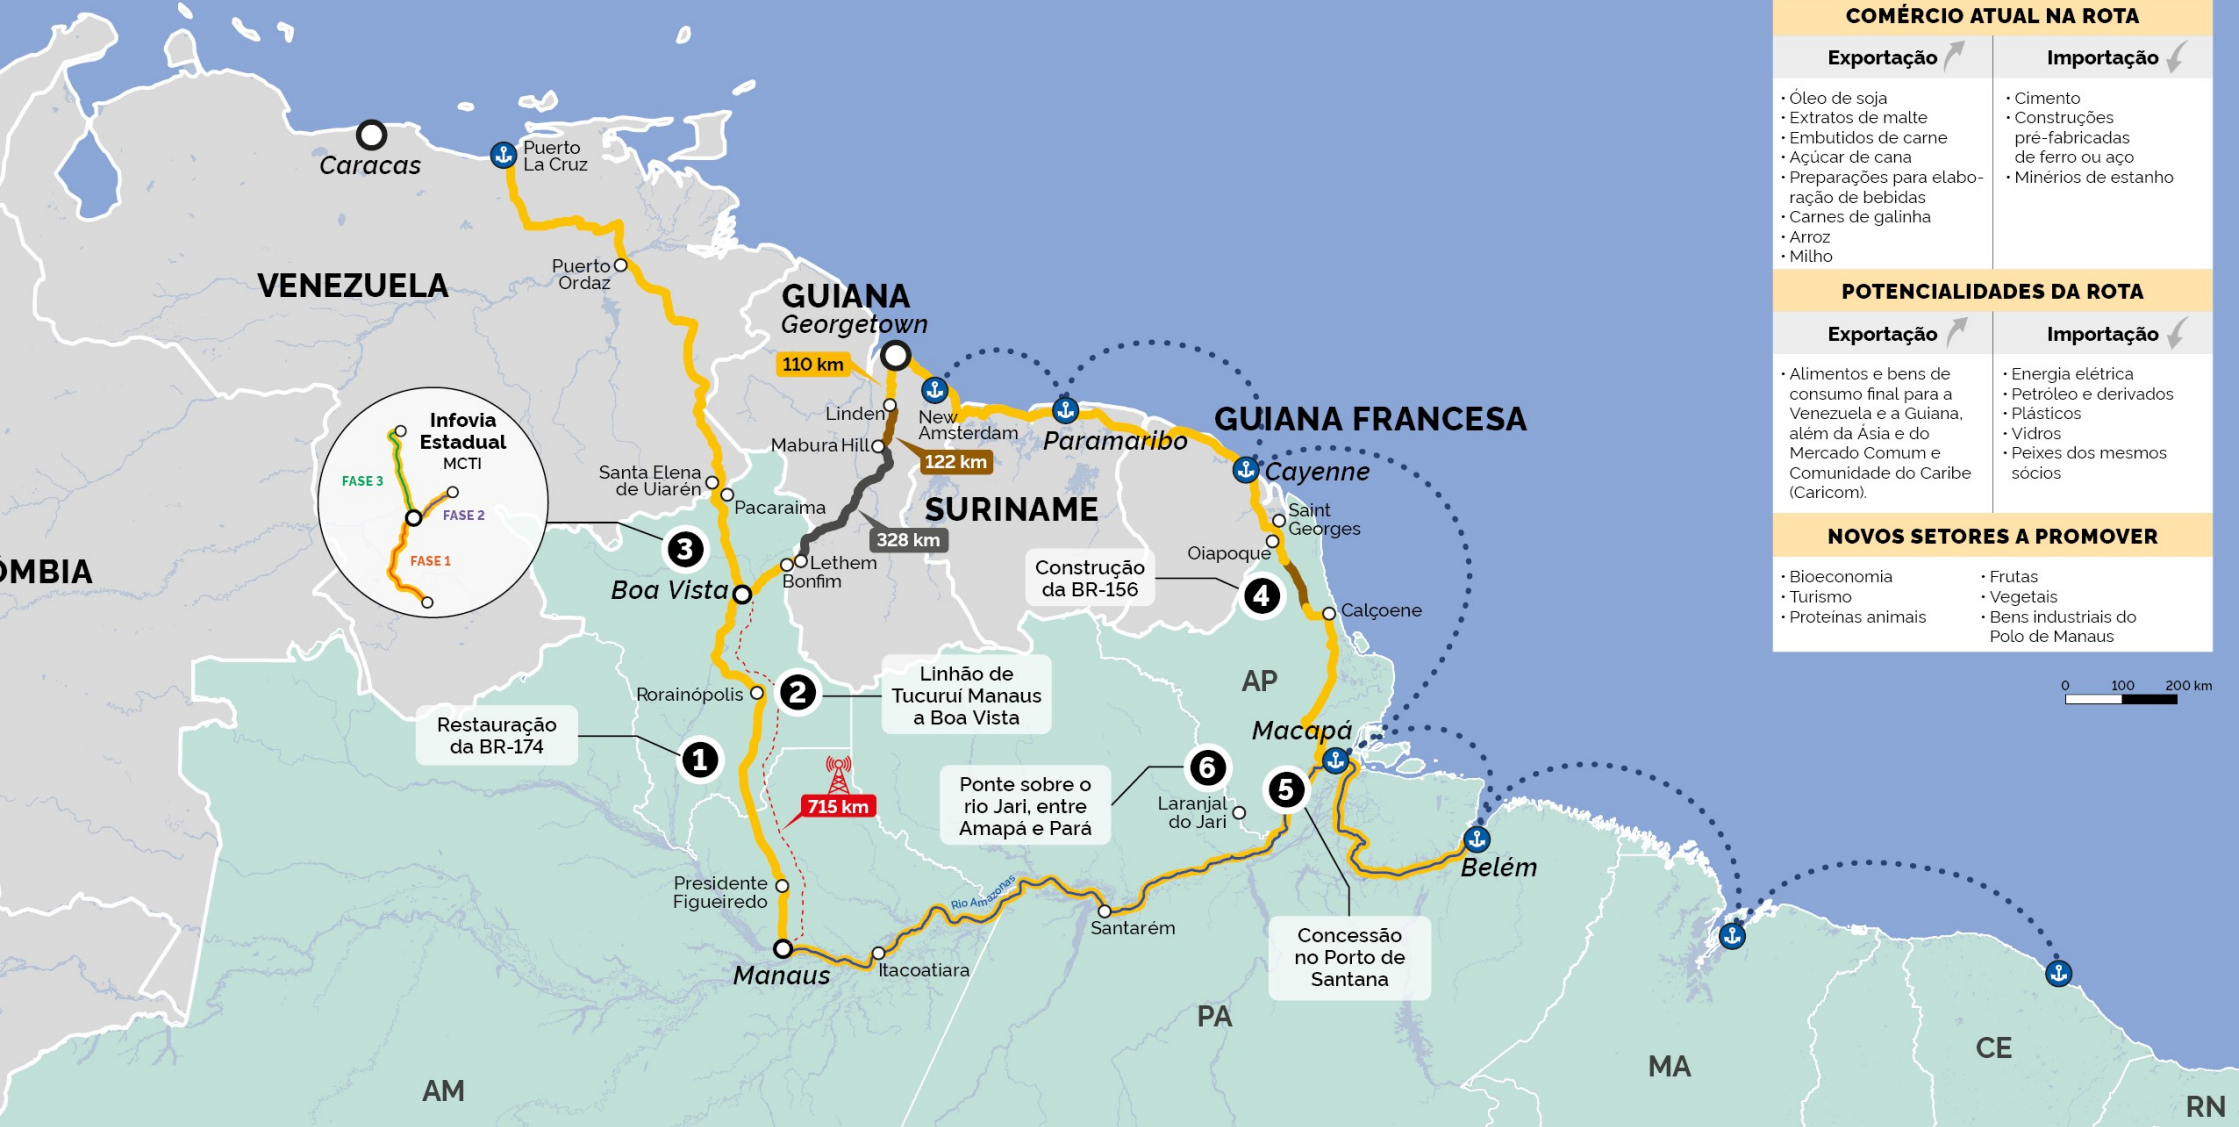 Caracas
Puerto
La Cruz
VENEZUELA
Puerto
Ordaz
GUIANA
Georgetown
110 km
Linden
New
Amsterdam
Mabura Hill
122 km
Paramaribo
GUIANA FRANCESA
Cayenne
SURINAME
328 km
Infovia
Estadual
MCTI
FASE 3
FASE 2
FASE 1
Santa Elena
de Uiarén
Pacaraima
3
Boa Vista
Lethem
Bonfim
Saint
Georges
Oiapoque
Construção
da BR-156
4
Calçoene
OMBIA
Rorainópolis
2
Linhão de
Tucuruí Manaus
a Boa Vista
AP
Macapá
Restauração
da BR-174
1
715 km
Ponte sobre o
rio Jari, entre
Amapá e Pará
6
5
Laranjal
do Jari
Belém
Presidente
Figueiredo
Rio Amazonas
Santarém
Manaus
Itacoatiara
Concessão
no Porto de
Santana
AM
PA
MA
CE
RN
COMÉRCIO ATUAL NA ROTA
Exportação
• Óleo de soja
• Extratos de malte
• Embutidos de carne
• Açúcar de cana
• Preparações para elabo-
ração de bebidas
• Carnes de galinha
• Arroz
• Milho
Importação
• Cimento
• Construções
pré-fabricadas
de ferro ou aço
• Minérios de estanho
POTENCIALIDADES DA ROTA
Exportação
• Alimentos e bens de
consumo final para a
Venezuela e a Guiana,
além da Ásia e do
Mercado Comum e
Comunidade do Caribe
(Caricom).
Importação
• Energia elétrica
• Petróleo e derivados
• Plásticos
• Vidros
• Peixes dos mesmos
sócios
NOVOS SETORES A PROMOVER
• Bioeconomia
• Turismo
• Proteínas animais
• Frutas
• Vegetais
• Bens industriais do
Polo de Manaus
0 100 200 km